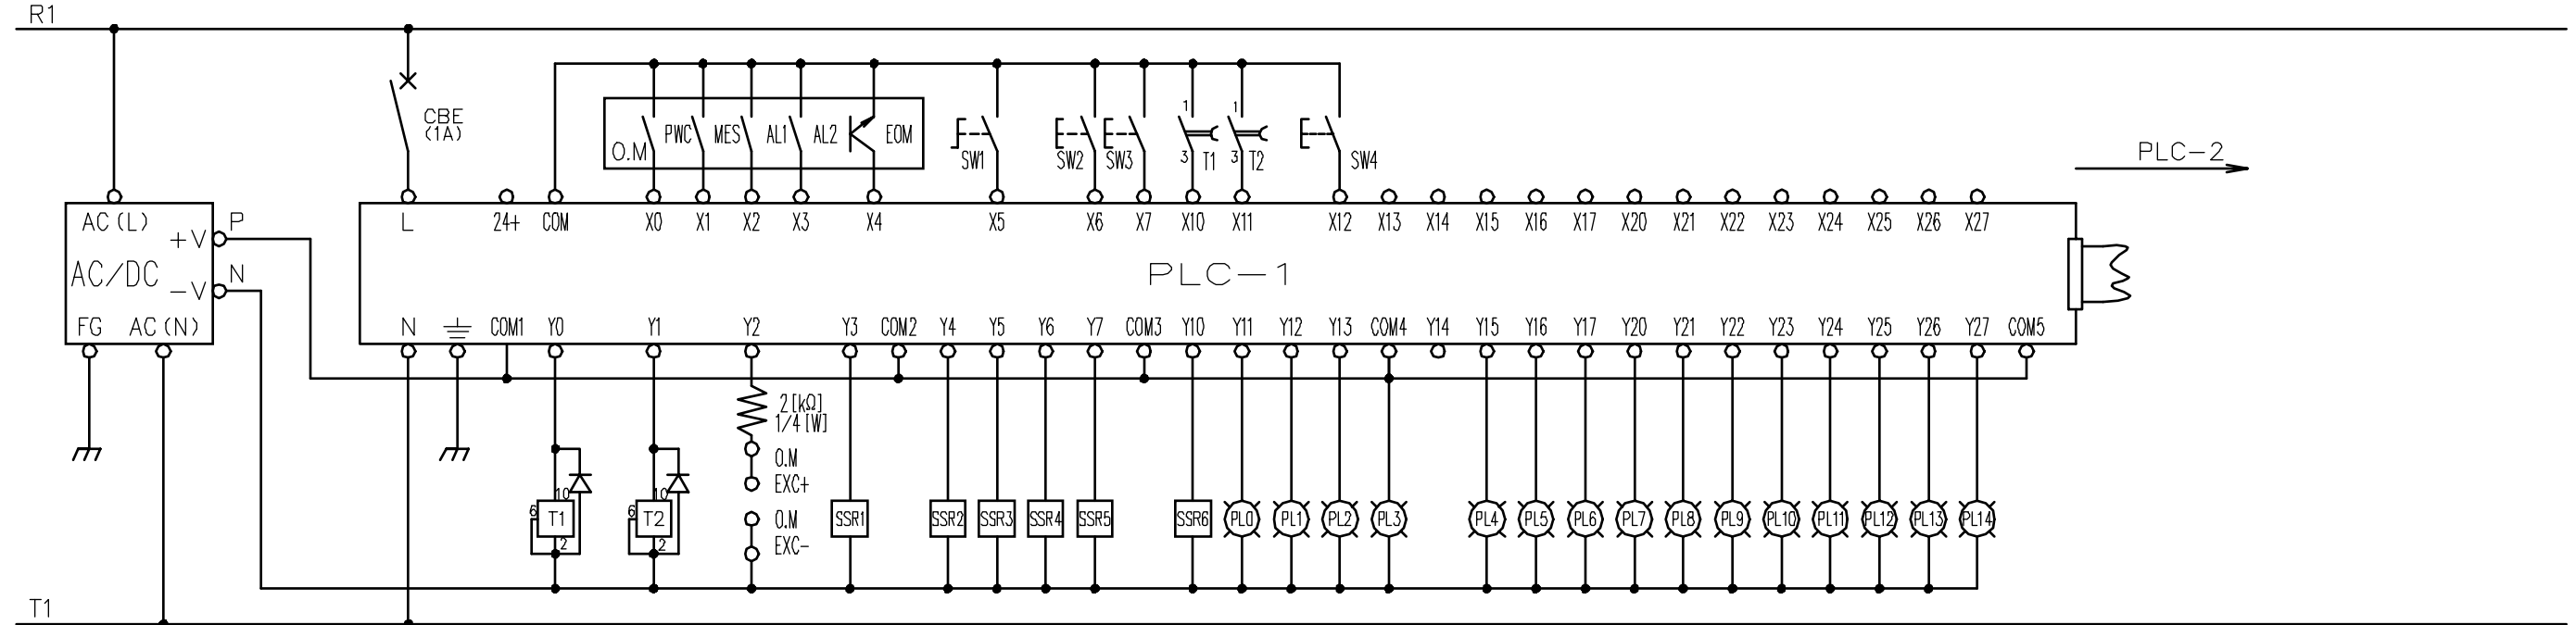 R1
CBE
(1A)
O.M PWC MES AL1 AL2 EOM
SW1
SW2 SW3
1
3 T1
1
3 T2
SW4
PLC-2
AC(L)
+V P
AC/DC
-V N
FG AC(N)
L 24+ COM X0 X1 X2 X3 X4 X5 X6 X7 X10 X11 X12 X13 X14 X15 X16 X17 X20 X21 X22 X23 X24 X25 X26 X27
PLC-1
N COM1 Y0 Y1 Y2 Y3 COM2 Y4 Y5 Y6 Y7 COM3 Y10 Y11 Y12 Y13 COM4 Y14 Y15 Y16 Y17 Y20 Y21 Y22 Y23 Y24 Y25 Y26 Y27 COM5
2[kΩ]
1/4[W]
O.M
EXC+
O.M
EXC-
10
6 T1
2
10
6 T2
2
SSR1 SSR2 SSR3 SSR4 SSR5 SSR6 PL0 PL1 PL2 PL3 PL4 PL5 PL6 PL7 PL8 PL9 PL10 PL11 PL12 PL13 PL14
T1